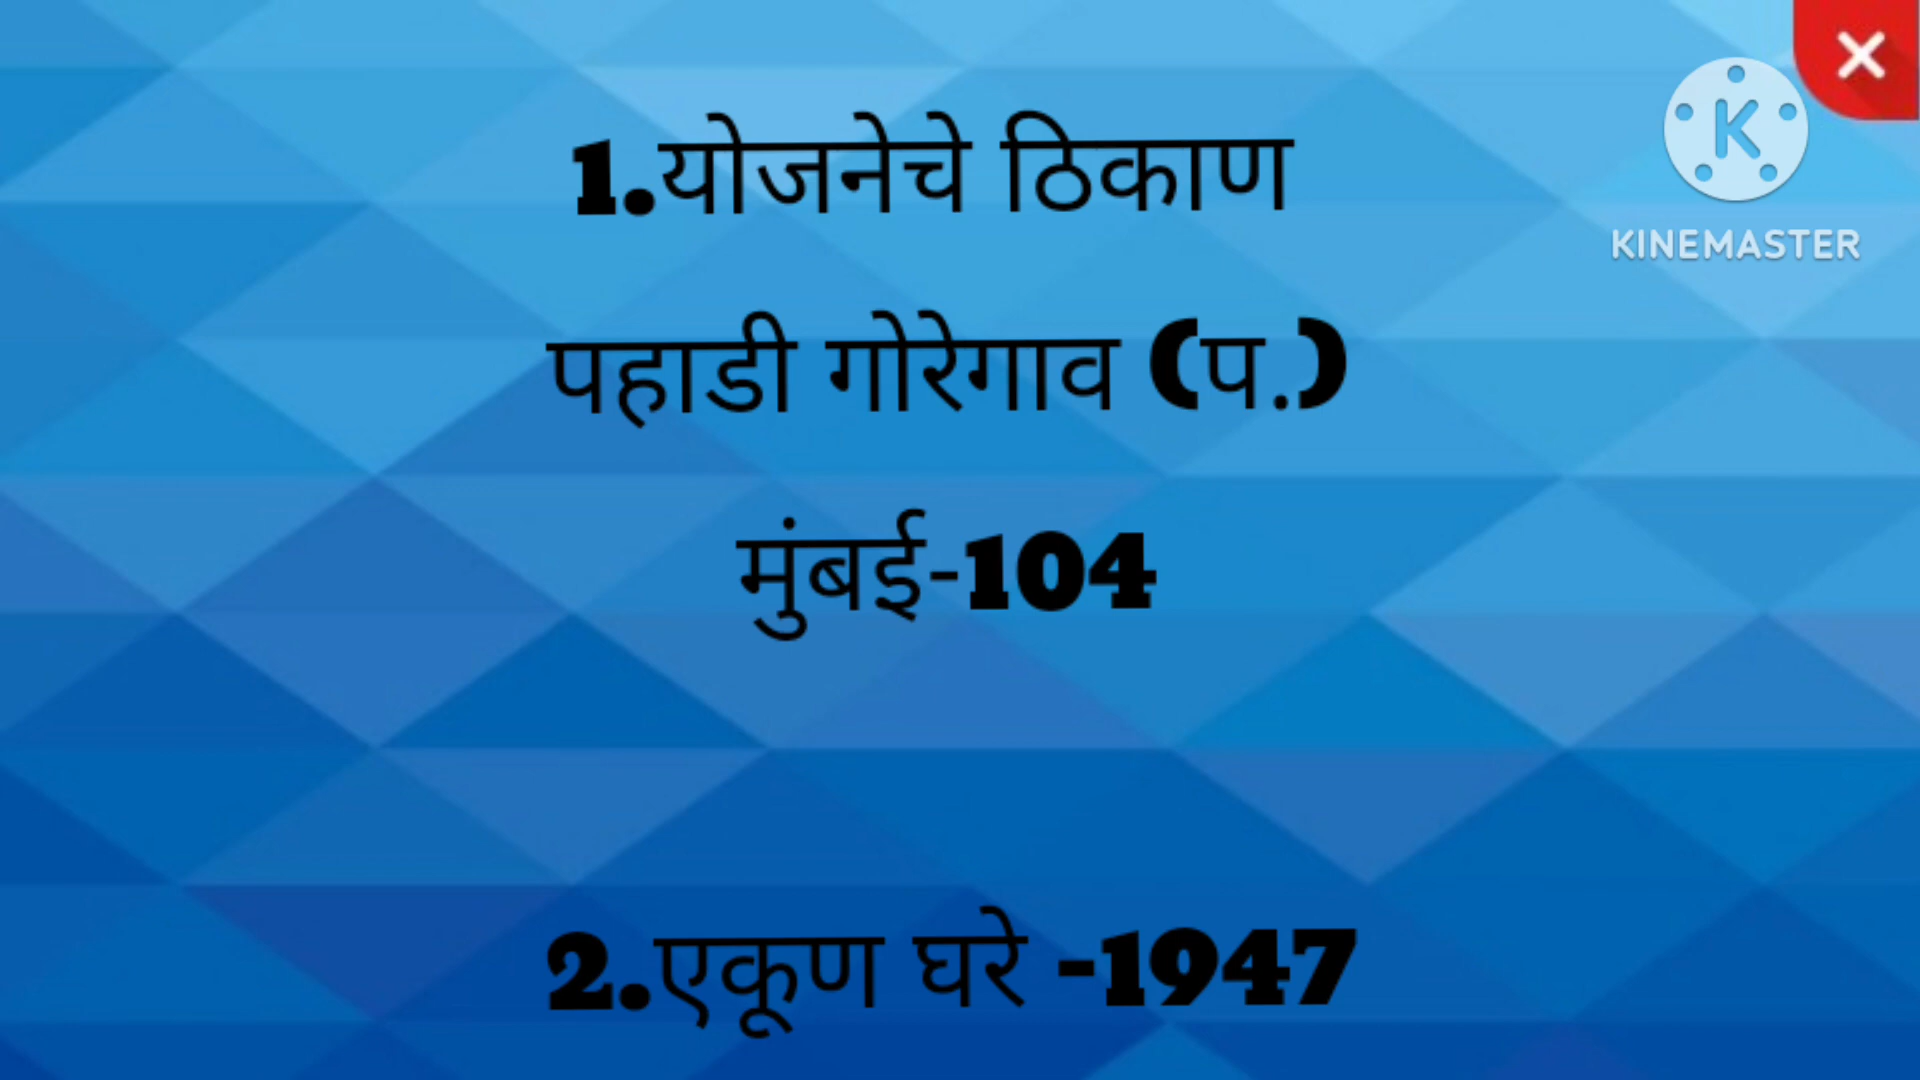 1.योजनेचे ठिकाण
पहाडी गोरेगाव (प.)
मुंबई-104
2.एकूण घरे -1947
K
KINEMASTER